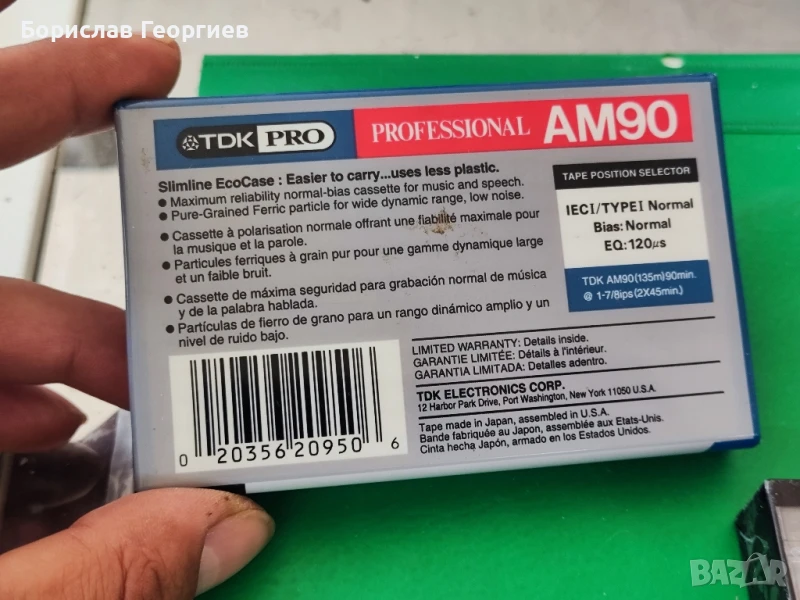 Борислав Георгиев
TDK PRO
PROFESSIONAL AM90
Slimline EcoCase : Easier to carry...uses less plastic.
• Maximum reliability normal-bias cassette for music and speech.
• Pure-Grained Ferric particle for wide dynamic range, low noise.
• Cassette à polarisation normale offrant une fiabilité maximale pour
la musique et la parole.
• Particules ferriques à grain pur pour une gamme dynamique large
et un faible bruit.
• Cassette de máxima seguridad para grabación normal de música
y de la palabra hablada.
• Partículas de fierro de grano para un rango dinámico amplio y un
nivel de ruido bajo.
TAPE POSITION SELECTOR
IECI/TYPEI Normal
Bias: Normal
EQ: 120μs
TDK AM90(135m)90min.
@ 1-7/8ips(2X45min.)
LIMITED WARRANTY: Details inside.
GARANTIE LIMITÉE: Détails à l'intérieur.
GARANTIA LIMITADA: Detalles adentro.
TDK ELECTRONICS CORP.
12 Harbor Park Drive, Port Washington, New York 11050 U.S.A.
Tape made in Japan, assembled in U.S.A.
Bande fabriquée au Japon, assemblée aux Etats-Unis.
Cinta hecha Japón, armado en los Estados Unidos.
0 20356 20950 6
BAZAR